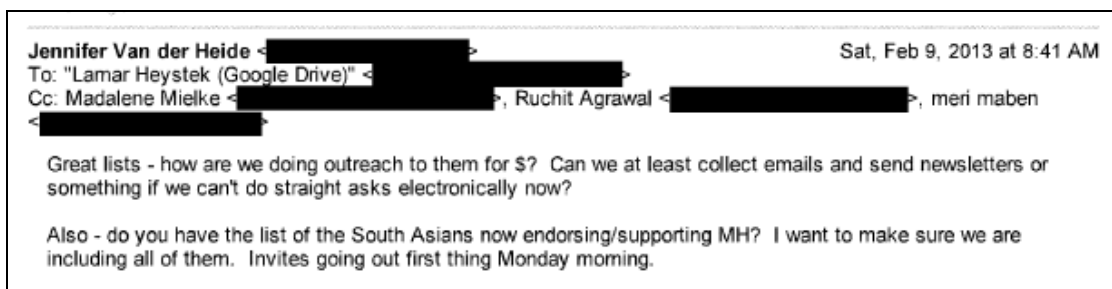 Jennifer Van der Heide < > Sat, Feb 9, 2013 at 8:41 AM
To: "Lamar Heystek (Google Drive)" < >
Cc: Madalene Mielke < >, Ruchit Agrawal < >, meri maben
< >
Great lists - how are we doing outreach to them for $? Can we at least collect emails and send newsletters or
something if we can't do straight asks electronically now?
Also - do you have the list of the South Asians now endorsing/supporting MH? I want to make sure we are
including all of them. Invites going out first thing Monday morning.